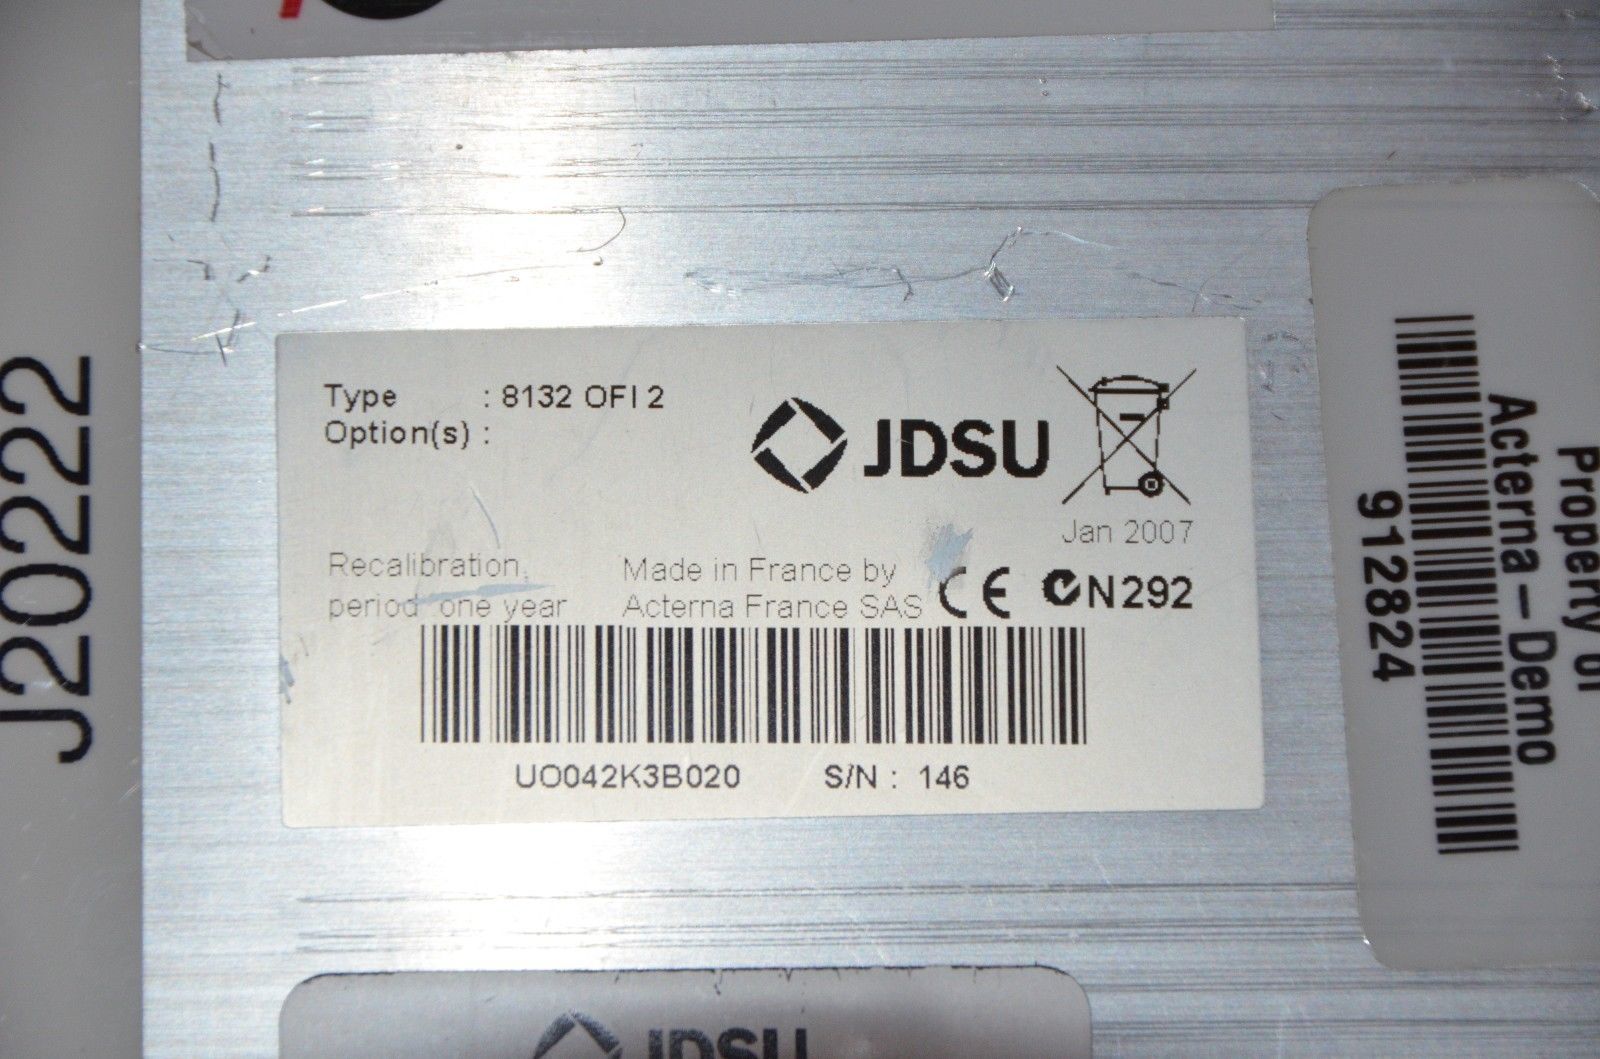 Type : 8132 OFI 2
Option(s) :
JDSU
Jan 2007
Recalibration
period one year
Made in France by
Acterna France SAS
CE N292
UO042K3B020 S/N : 146
J20222
Property of
Acterna – Demo
912824
JDSU